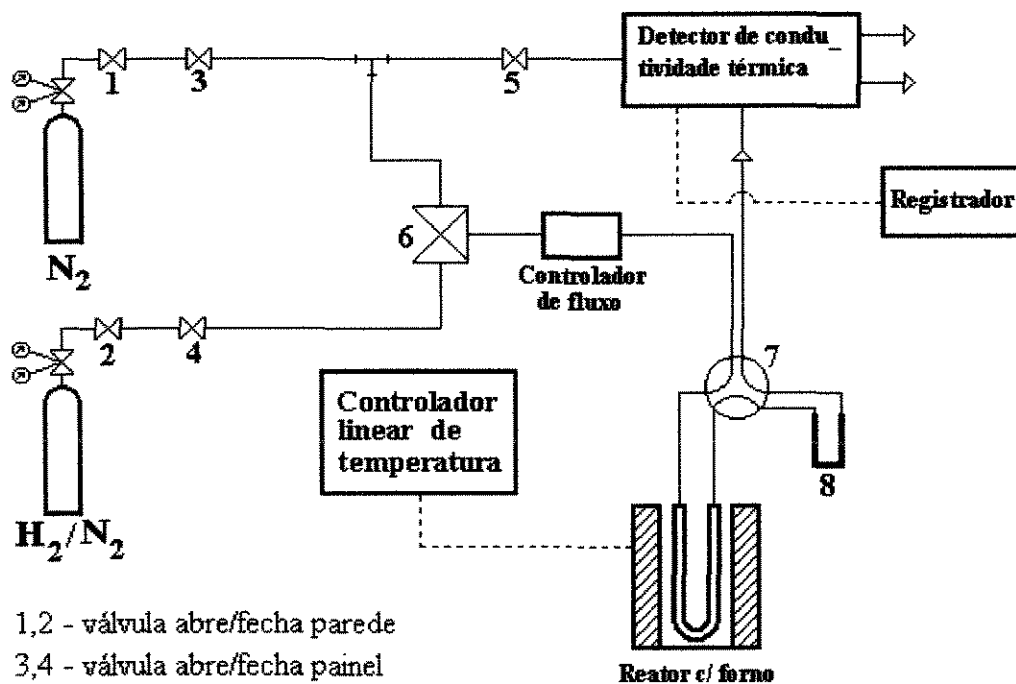 Detector de condu_
tividade térmica
1
3
5
N2
6
Controlador
de fluxo
Registrador
2
4
7
Controlador
linear de
temperatura
8
H2/N2
1,2 - válvula abre/fecha parede
3,4 - válvula abre/fecha painel
Reator c/ forno